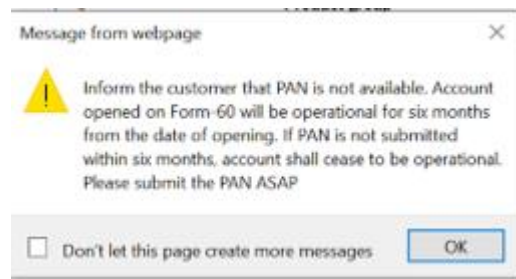 Message from webpage
Inform the customer that PAN is not available. Account
opened on Form-60 will be operational for six months
from the date of opening. If PAN is not submitted
within six months, account shall cease to be operational.
Please submit the PAN ASAP
Don't let this page create more messages
OK